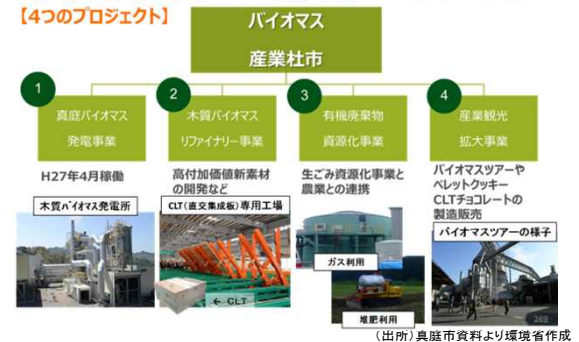 【4つのプロジェクト】
バイオマス
産業杜市
1
真庭バイオマス
発電事業
2
木質バイオマス
リファイナリー事業
3
有機廃棄物
資源化事業
4
産業観光
拡大事業
H27年4月稼働
高付加価値新素材
の開発など
生ごみ資源化事業と
農業との連携
バイオマスツアーや
ペレットクッキー
CLTチョコレートの
製造販売
木質バイオマス発電所
CLT(直交集成板)専用工場
← CLT
ガス利用
堆肥利用
バイオマスツアーの様子
(出所)真庭市資料より環境省作成